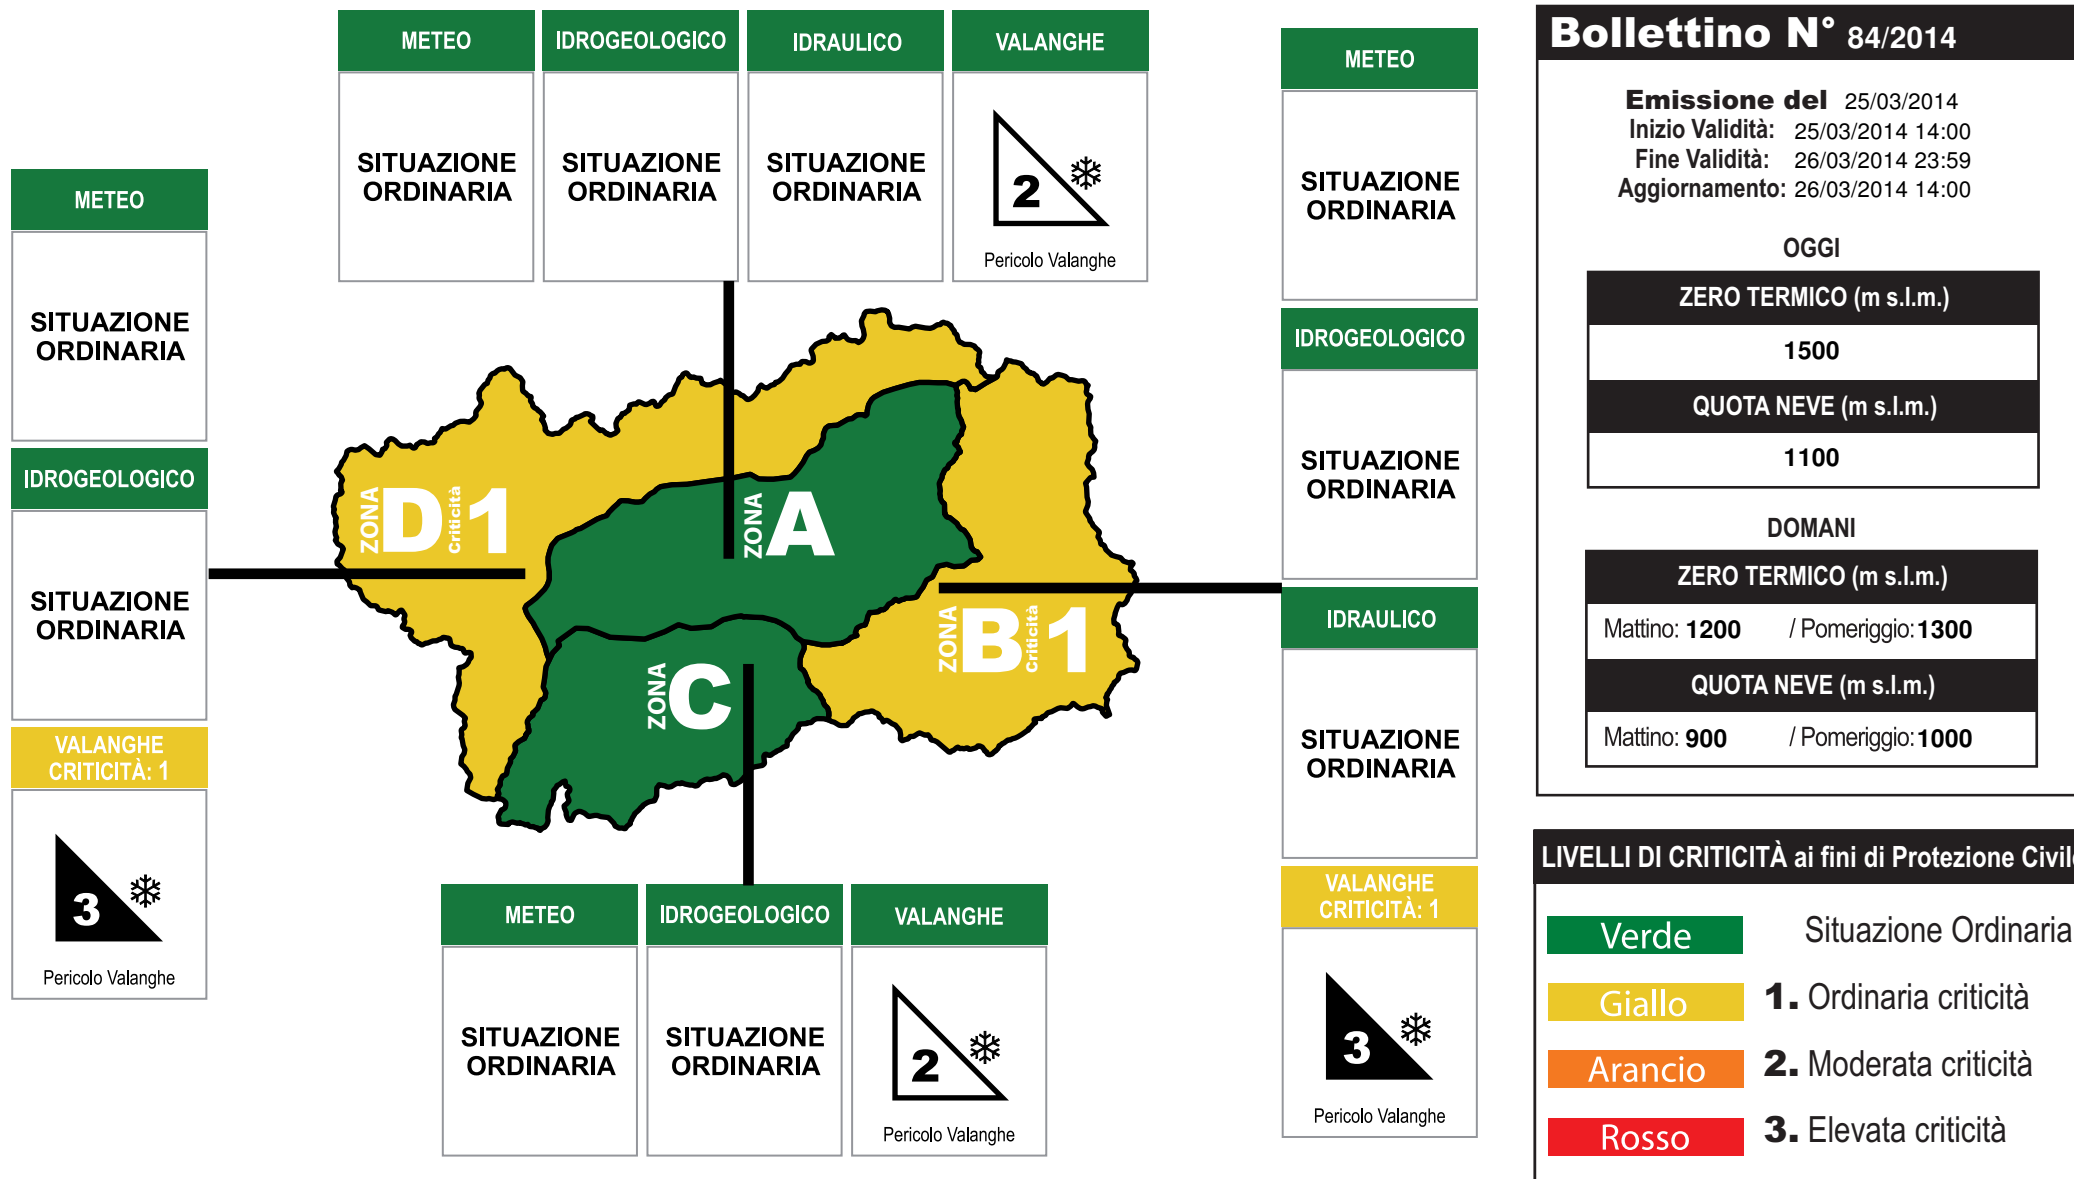 METEO
SITUAZIONE
ORDINARIA
IDROGEOLOGICO
SITUAZIONE
ORDINARIA
IDRAULICO
SITUAZIONE
ORDINARIA
VALANGHE
2
Pericolo Valanghe
METEO
SITUAZIONE
ORDINARIA
IDROGEOLOGICO
SITUAZIONE
ORDINARIA
VALANGHE
CRITICITÀ: 1
3
Pericolo Valanghe
ZONA D Criticità 1
ZONA A
ZONA B Criticità 1
ZONA C
METEO
SITUAZIONE
ORDINARIA
IDROGEOLOGICO
SITUAZIONE
ORDINARIA
VALANGHE
2
Pericolo Valanghe
METEO
SITUAZIONE
ORDINARIA
IDROGEOLOGICO
SITUAZIONE
ORDINARIA
IDRAULICO
SITUAZIONE
ORDINARIA
VALANGHE
CRITICITÀ: 1
3
Pericolo Valanghe
Bollettino N° 84/2014
Emissione del 25/03/2014
Inizio Validità: 25/03/2014 14:00
Fine Validità: 26/03/2014 23:59
Aggiornamento: 26/03/2014 14:00
OGGI
ZERO TERMICO (m s.l.m.)
1500
QUOTA NEVE (m s.l.m.)
1100
DOMANI
ZERO TERMICO (m s.l.m.)
Mattino: 1200 / Pomeriggio: 1300
QUOTA NEVE (m s.l.m.)
Mattino: 900 / Pomeriggio: 1000
LIVELLI DI CRITICITÀ ai fini di Protezione Civile
Verde Situazione Ordinaria
Giallo 1. Ordinaria criticità
Arancio 2. Moderata criticità
Rosso 3. Elevata criticità